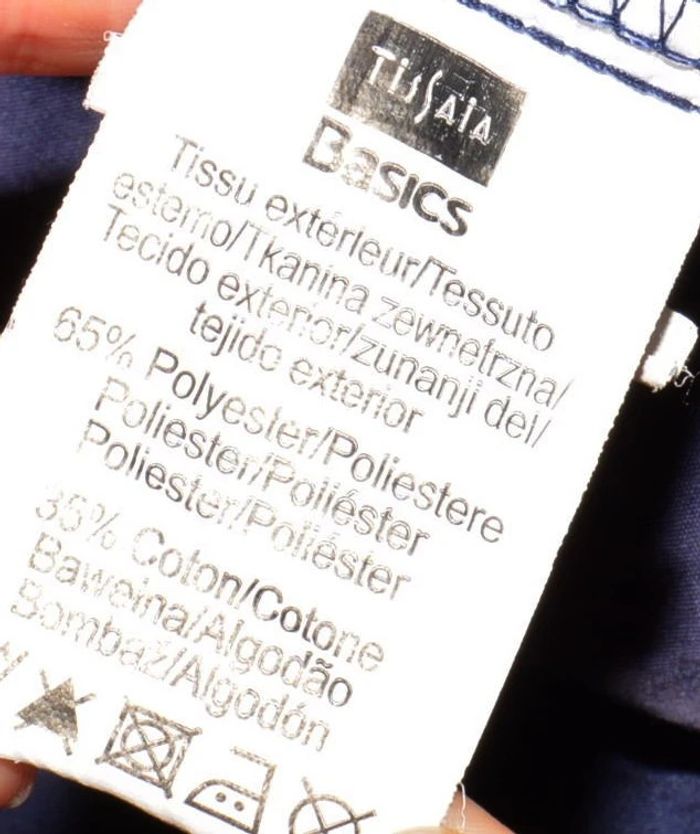 TISSAIA
BASICS
Tissu extérieur/Tessuto
esterno/Tkanina zewnetrzna/
Tecido exterior/zunanji del/
tejido exterior
65% Polyester/Poliestere
Poliester/Poliéster
Poliester/Poliéster
35% Coton/Cotone
Bawełna/Algodão
Bombaž/Algodón